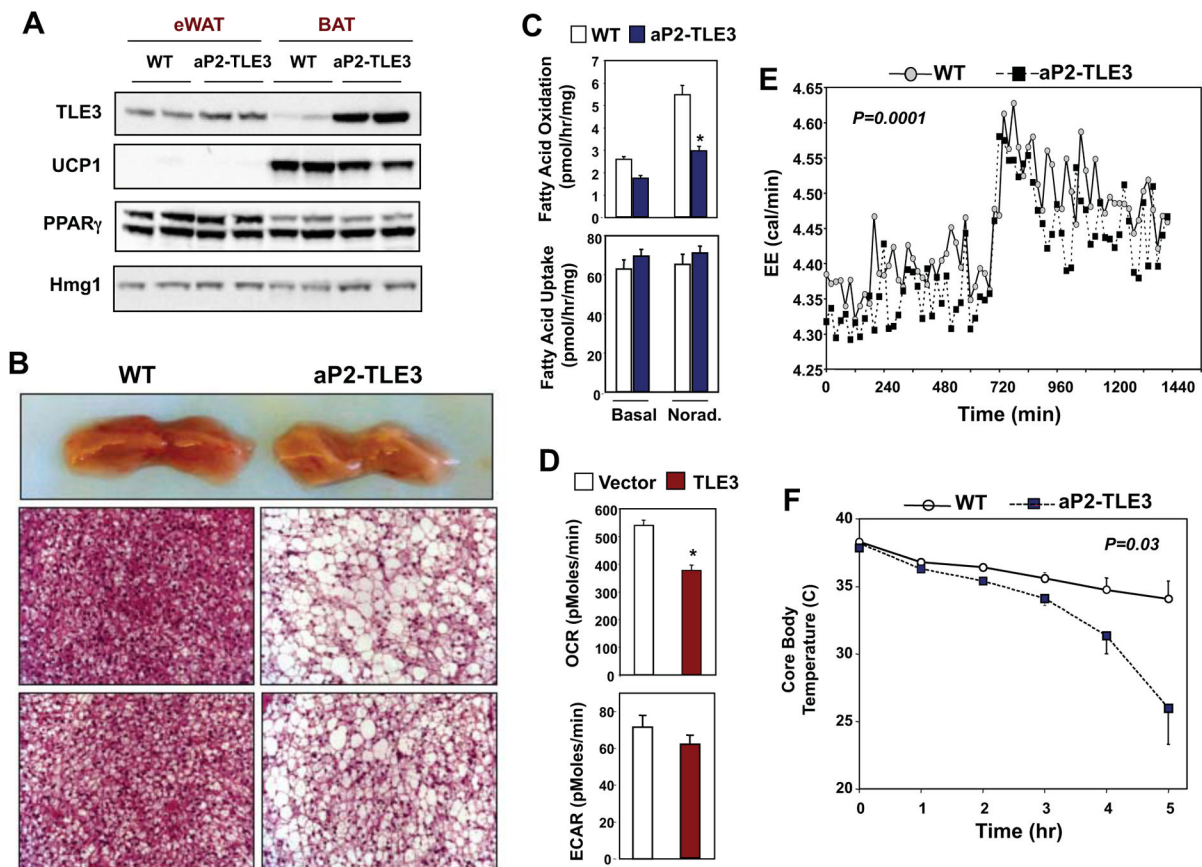 A
eWAT BAT
WT aP2-TLE3 WT aP2-TLE3
TLE3
UCP1
PPARγ
Hmg1
B
WT aP2-TLE3
C
WT aP2-TLE3
Fatty Acid Oxidation
(pmol/hr/mg)
7
6
5
4
3
2
1
0
*
Fatty Acid Uptake
(pmol/hr/mg)
80
60
40
20
0
Basal Norad.
D
Vector TLE3
OCR (pMoles/min)
600
500
400
300
200
100
0
*
ECAR (pMoles/min)
80
60
40
20
0
E
WT aP2-TLE3
P=0.0001
EE (cal/min)
4.65
4.60
4.55
4.50
4.45
4.40
4.35
4.30
4.25
0 240 480 720 960 1200 1440
Time (min)
F
WT aP2-TLE3
P=0.03
Core Body
Temperature (C)
40
35
30
25
20
0 1 2 3 4 5
Time (hr)